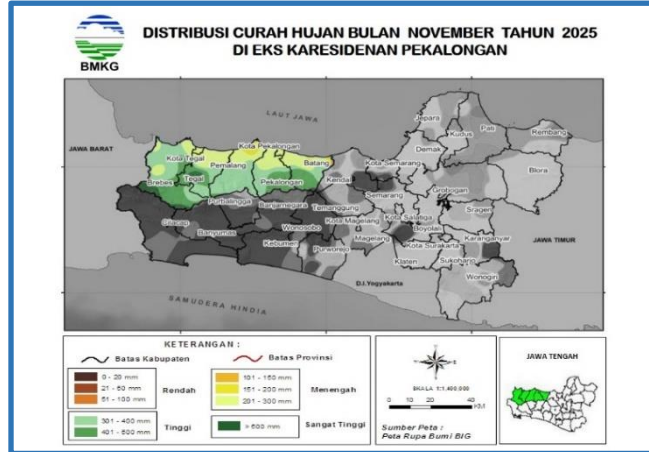 BMKG
DISTRIBUSI CURAH HUJAN BULAN NOVEMBER TAHUN 2025
DI EKS KARESIDENAN PEKALONGAN
LAUT JAWA
JAWA BARAT
Jepara
Kudus
Pati
Rembang
Demak
Kota Pekalongan
Kota Tegal
Pemalang
Batang
Kota Semarang
Kendal
Blora
Brebes
Tegal
Pekalongan
Semarang
Grobogan
Purbalingga
Banjarnegara
Temanggung
Kota Salatiga
Sragen
Cilacap
Banyumas
Wonosobo
Kota Magelang
Boyolali
Kebumen
Magelang
Kota Surakarta
Karanganyar
JAWA TIMUR
Purworejo
Klaten
Sukoharjo
Wonogiri
D.I.Yogyakarta
SAMUDERA HINDIA
KETERANGAN :
Batas Kabupaten
Batas Provinsi
0 - 20 mm
21 - 50 mm
51 - 100 mm
Rendah
101 - 150 mm
151 - 200 mm
201 - 300 mm
Menengah
301 - 400 mm
401 - 500 mm
Tinggi
> 500 mm
Sangat Tinggi
SKALA 1:1.400.000
0
20
40
Sumber Peta :
Peta Rupa Bumi BIG
JAWA TENGAH